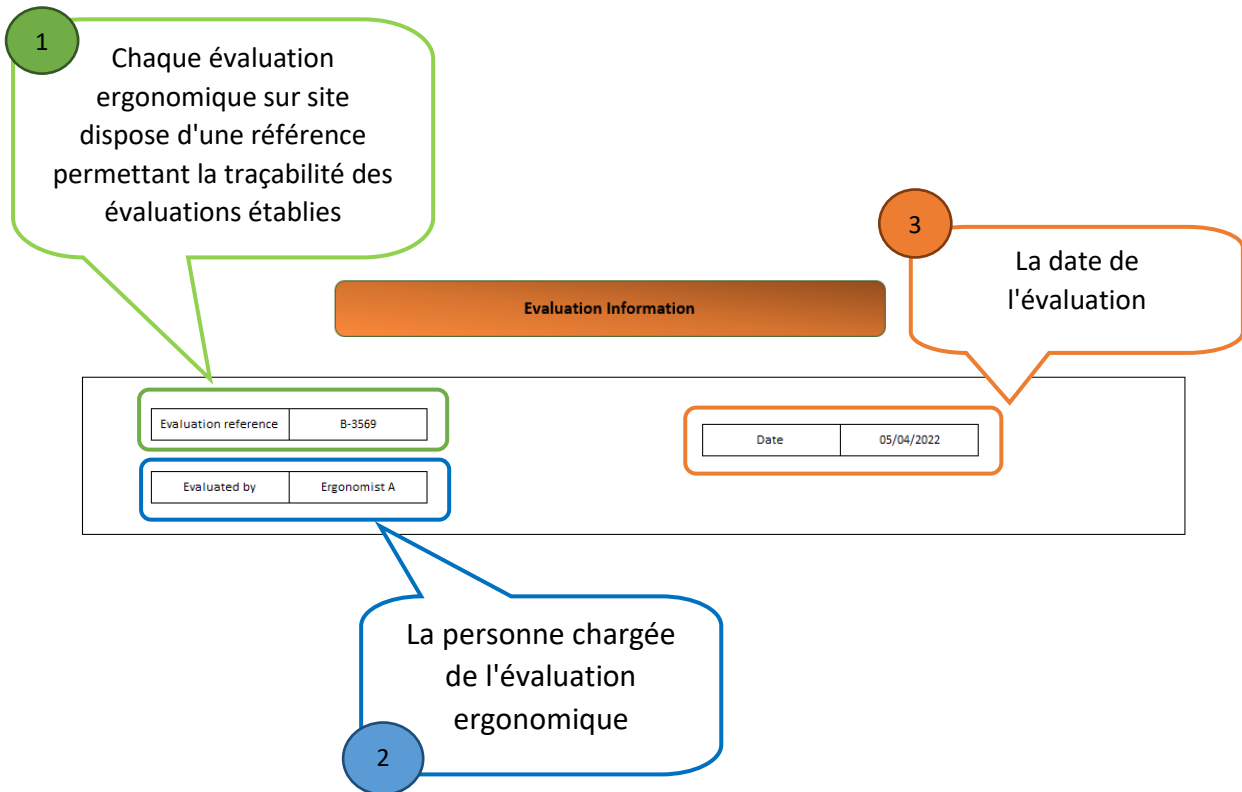 1
Chaque évaluation
ergonomique sur site
dispose d'une référence
permettant la traçabilité des
évaluations établies
3
La date de
l'évaluation
Evaluation Information
Evaluation reference B-3569
Date 05/04/2022
Evaluated by Ergonomist A
La personne chargée
de l'évaluation
ergonomique
2